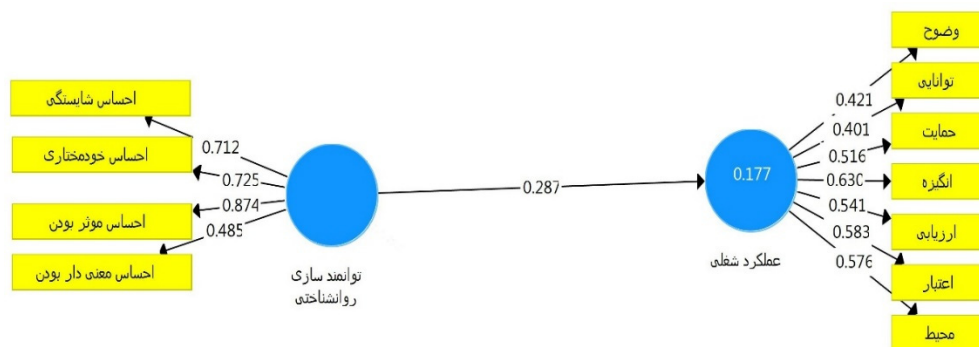 وضوح
توانایی
حمایت
انگیزه
ارزیابی
اعتبار
محیط
0.421
0.401
0.516
0.630
0.541
0.583
0.576
0.177
عملکرد شغلی
0.287
احساس شایستگی
احساس خودمختاری
احساس موثر بودن
احساس معنی دار بودن
0.712
0.725
0.874
0.485
توانمند سازی
روانشناختی